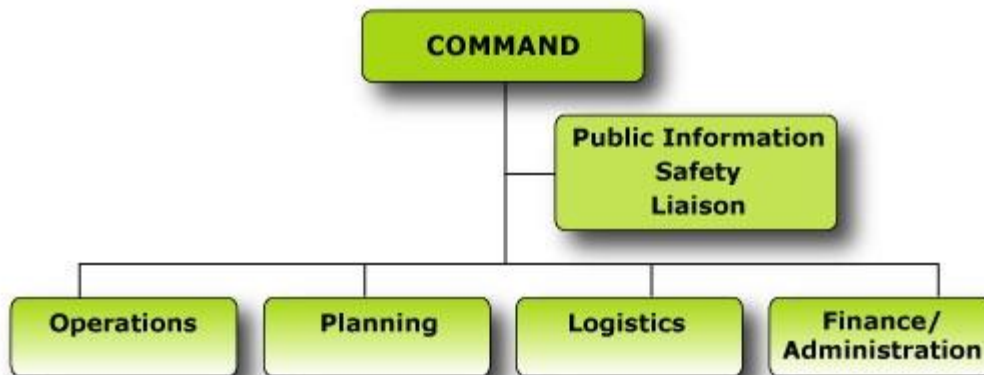 COMMAND
Public Information
Safety
Liaison
Operations
Planning
Logistics
Finance/
Administration